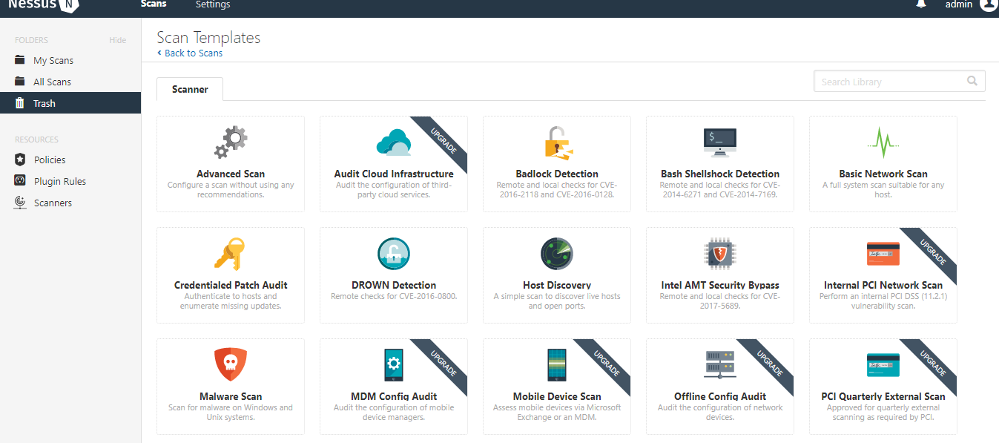 Nessus N
Scans
Settings
admin
FOLDERS
Hide
My Scans
All Scans
Trash
RESOURCES
Policies
Plugin Rules
Scanners
Scan Templates
‹ Back to Scans
Scanner
Search Library
Advanced Scan
Configure a scan without using any
recommendations.
UPGRADE
Audit Cloud Infrastructure
Audit the configuration of third-
party cloud services.
Badlock Detection
Remote and local checks for CVE-
2016-2118 and CVE-2016-0128.
$_
Bash Shellshock Detection
Remote and local checks for CVE-
2014-6271 and CVE-2014-7169.
Basic Network Scan
A full system scan suitable for any
host.
Credentialed Patch Audit
Authenticate to hosts and
enumerate missing updates.
DROWN Detection
Remote checks for CVE-2016-0800.
Host Discovery
A simple scan to discover live hosts
and open ports.
Intel AMT Security Bypass
Remote and local checks for CVE-
2017-5689.
UPGRADE
Internal PCI Network Scan
Perform an internal PCI DSS (11.2.1)
vulnerability scan.
Malware Scan
Scan for malware on Windows and
Unix systems.
UPGRADE
MDM Config Audit
Audit the configuration of mobile
device managers.
UPGRADE
Mobile Device Scan
Assess mobile devices via Microsoft
Exchange or an MDM.
UPGRADE
Offline Config Audit
Audit the configuration of network
devices.
UPGRADE
PCI Quarterly External Scan
Approved for quarterly external
scanning as required by PCI.